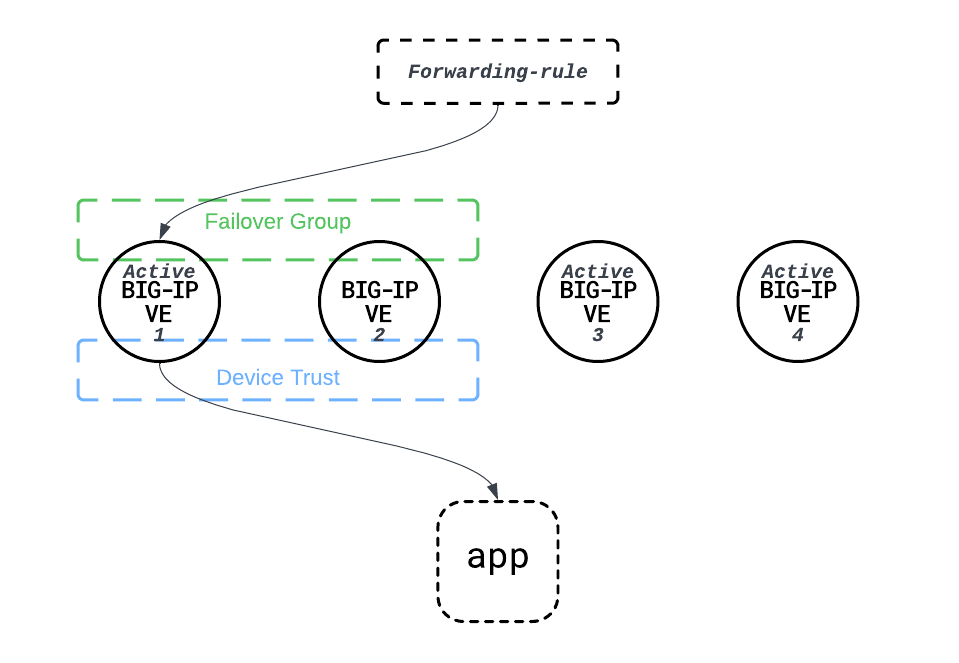 Forwarding-rule
Failover Group
Active
BIG-IP
VE
1
BIG-IP
VE
2
Active
BIG-IP
VE
3
Active
BIG-IP
VE
4
Device Trust
app